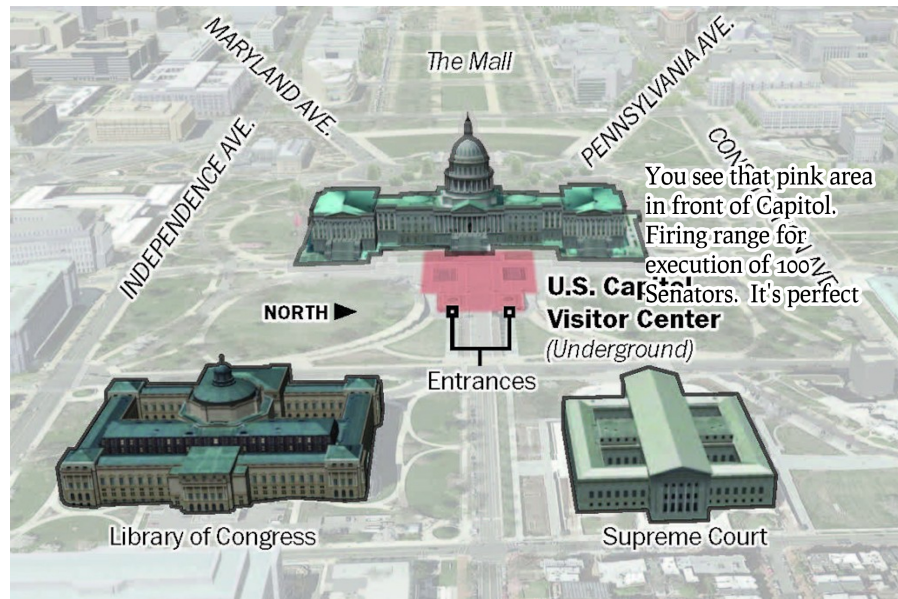 MARYLAND AVE.
The Mall
PENNSYLVANIA AVE.
INDEPENDENCE AVE.
You see that pink area
in front of Capitol.
Firing range for
execution of 100
Senators. It's perfect
U.S. Capitol
Visitor Center
(Underground)
NORTH
Entrances
Library of Congress
Supreme Court